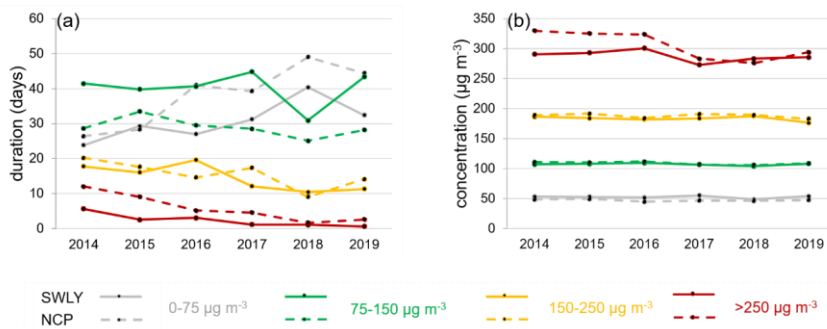 (a)
duration (days)
60
50
40
30
20
10
0
2014 2015 2016 2017 2018 2019
(b)
concentration (µg m-3)
350
300
250
200
150
100
50
0
2014 2015 2016 2017 2018 2019
SWLY
NCP
0-75 µg m-3
75-150 µg m-3
150-250 µg m-3
>250 µg m-3